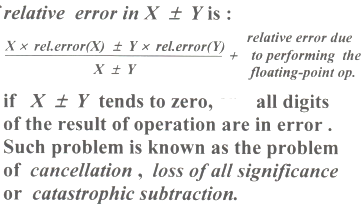 relative error in X ± Y is :
X × rel.error(X) ± Y × rel.error(Y)
X ± Y
+
relative error due
to performing the
floating-point op.
if X ± Y tends to zero, all digits
of the result of operation are in error .
Such problem is known as the problem
of cancellation , loss of all significance
or catastrophic subtraction.